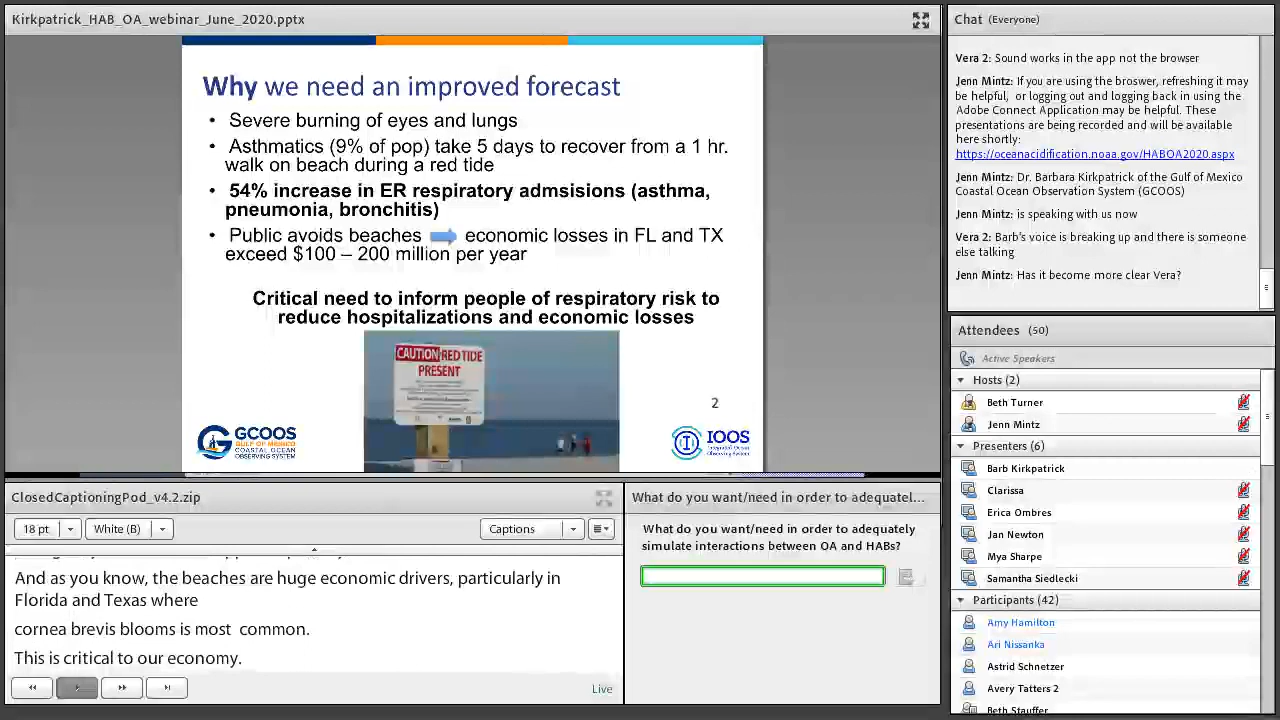 Kirkpatrick_HAB_OA_webinar_June_2020.pptx
Why we need an improved forecast
• Severe burning of eyes and lungs
• Asthmatics (9% of pop) take 5 days to recover from a 1 hr.
walk on beach during a red tide
• 54% increase in ER respiratory admsisions (asthma,
pneumonia, bronchitis)
• Public avoids beaches economic losses in FL and TX
exceed $100 – 200 million per year
Critical need to inform people of respiratory risk to
reduce hospitalizations and economic losses
CAUTION RED TIDE
PRESENT
2
GCOOS
GULF OF MEXICO
COASTAL OCEAN
OBSERVING SYSTEM
IOOS
Integrated Ocean
Observing System
ClosedCaptioningPod_v4.2.zip
18 pt
White (B)
Captions
And as you know, the beaches are huge economic drivers, particularly in
Florida and Texas where
cornea brevis blooms is most common.
This is critical to our economy.
Live
What do you want/need in order to adequatel...
What do you want/need in order to adequately
simulate interactions between OA and HABs?
Chat (Everyone)
Vera 2: Sound works in the app not the browser
Jenn Mintz: If you are using the broswer, refreshing it may
be helpful, or logging out and logging back in using the
Adobe Connect Application may be helpful. These
presentations are being recorded and will be available
here shortly:
https://oceanacidification.noaa.gov/HABOA2020.aspx
Jenn Mintz: Dr. Barbara Kirkpatrick of the Gulf of Mexico
Coastal Ocean Observation System (GCOOS)
Jenn Mintz: is speaking with us now
Vera 2: Barb's voice is breaking up and there is someone
else talking
Jenn Mintz: Has it become more clear Vera?
Attendees (50)
Active Speakers
Hosts (2)
Beth Turner
Jenn Mintz
Presenters (6)
Barb Kirkpatrick
Clarissa
Erica Ombres
Jan Newton
Mya Sharpe
Samantha Siedlecki
Participants (42)
Amy Hamilton
Ari Nissanka
Astrid Schnetzer
Avery Tatters 2
Beth Stauffer